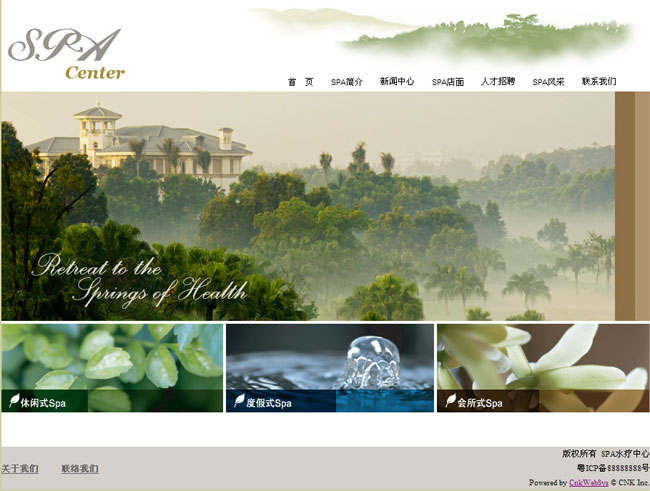 SPA
Center
首 页 SPA简介 新闻中心 SPA店面 人才招聘 SPA风采 联系我们
Retreat to the
Springs of Health
休闲式Spa 度假式Spa 会所式Spa
版权所有 SPA水疗中心
关于我们 联络我们 粤ICP备88888888号
Powered by CnkWebSys © CNK Inc.